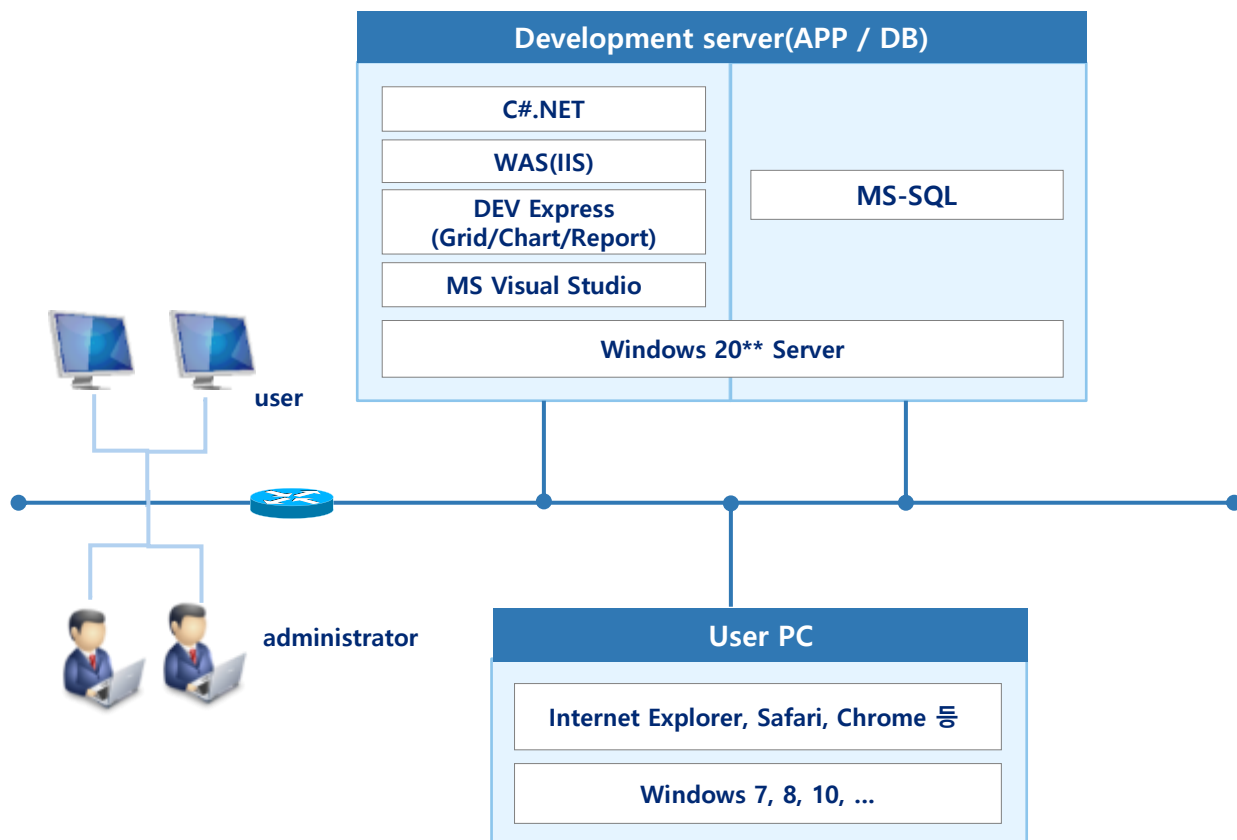 Development server(APP / DB)
C#.NET
WAS(IIS)
DEV Express
(Grid/Chart/Report)
MS Visual Studio
MS-SQL
Windows 20** Server
user
administrator
User PC
Internet Explorer, Safari, Chrome 등
Windows 7, 8, 10, ...